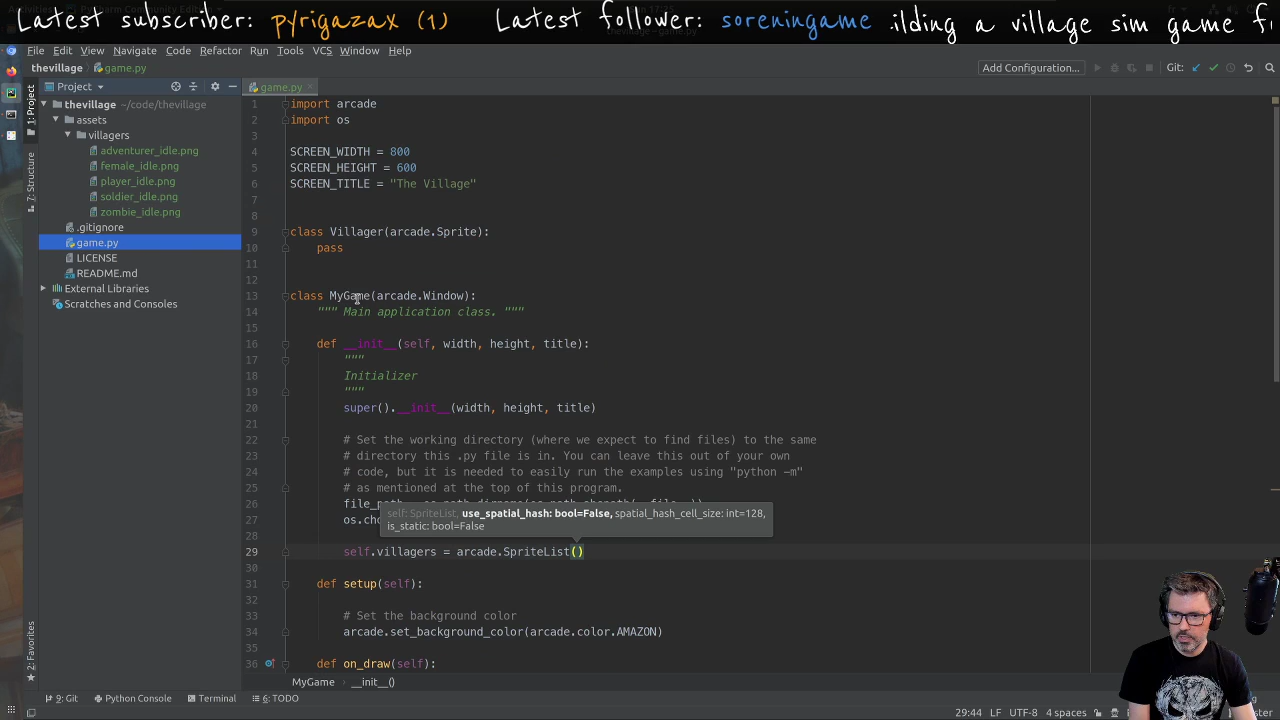 Latest subscriber: pyrigazax (1) Latest follower: soreningame ilding a village sim game f
File Edit View Navigate Code Refactor Run Tools VCS Window Help
thevillage game.py Add Configuration... Git:
Project game.py
1: Project
7: Structure
2: Favorites
thevillage ~/code/thevillage
assets
villagers
adventurer_idle.png
female_idle.png
player_idle.png
soldier_idle.png
zombie_idle.png
.gitignore
game.py
LICENSE
README.md
External Libraries
Scratches and Consoles
1 import arcade
2 import os
3
4 SCREEN_WIDTH = 800
5 SCREEN_HEIGHT = 600
6 SCREEN_TITLE = "The Village"
7
8
9 class Villager(arcade.Sprite):
10 pass
11
12
13 class MyGame(arcade.Window):
14 """ Main application class. """
15
16 def __init__(self, width, height, title):
17 """
18 Initializer
19 """
20 super().__init__(width, height, title)
21
22 # Set the working directory (where we expect to find files) to the same
23 # directory this .py file is in. You can leave this out of your own
24 # code, but it is needed to easily run the examples using "python -m"
25 # as mentioned at the top of this program.
26
27 os.
self: SpriteList, use_spatial_hash: bool=False, spatial_hash_cell_size: int=128,
is_static: bool=False
28
29 self.villagers = arcade.SpriteList()
31 def setup(self):
33 # Set the background color
34 arcade.set_background_color(arcade.color.AMAZON)
35
36 def on_draw(self):
MyGame __init__()
9: Git Python Console Terminal 6: TODO
29:44 LF UTF-8 4 spaces